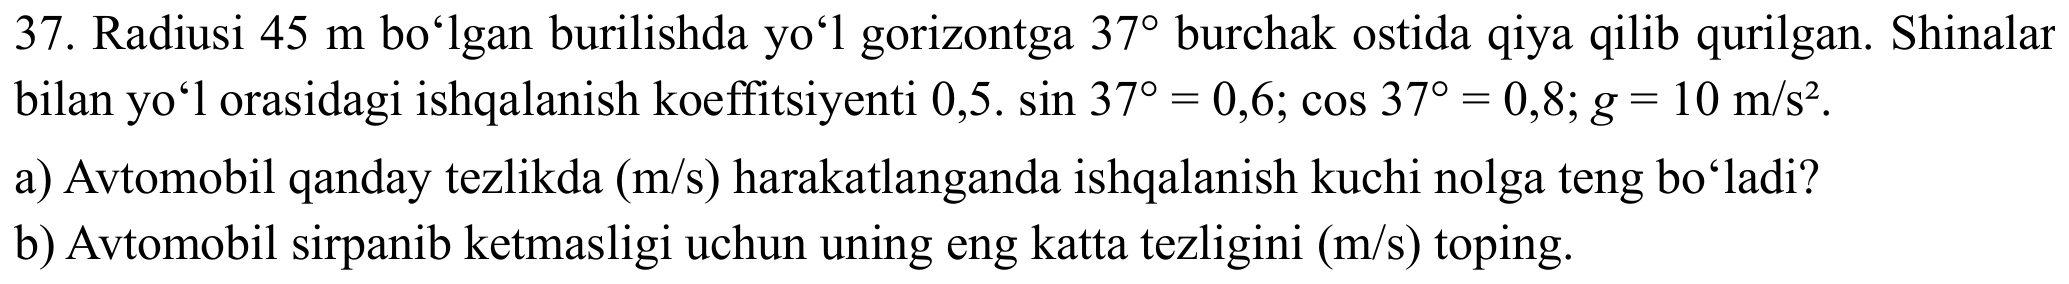 37. Radiusi 45 m bo‘lgan burilishda yo‘l gorizontga 37° burchak ostida qiya qilib qurilgan. Shinalar
bilan yo‘l orasidagi ishqalanish koeffitsiyenti 0,5. sin 37° = 0,6; cos 37° = 0,8; g = 10 m/s².
a) Avtomobil qanday tezlikda (m/s) harakatlanganda ishqalanish kuchi nolga teng bo‘ladi?
b) Avtomobil sirpanib ketmasligi uchun uning eng katta tezligini (m/s) toping.